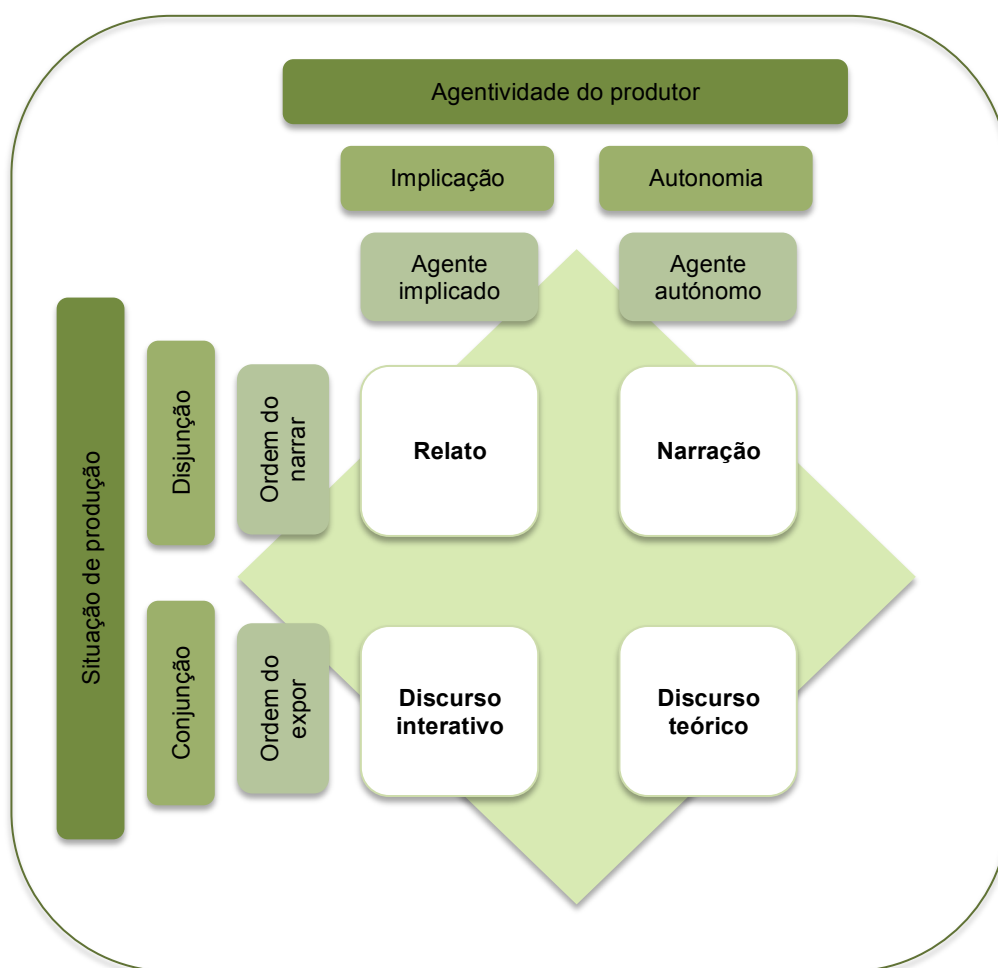 Agentividade do produtor
Implicação
Autonomia
Agente
implicado
Agente
autónomo
Situação de produção
Disjunção
Ordem do
narrar
Relato
Narração
Conjunção
Ordem do
expor
Discurso
interativo
Discurso
teórico